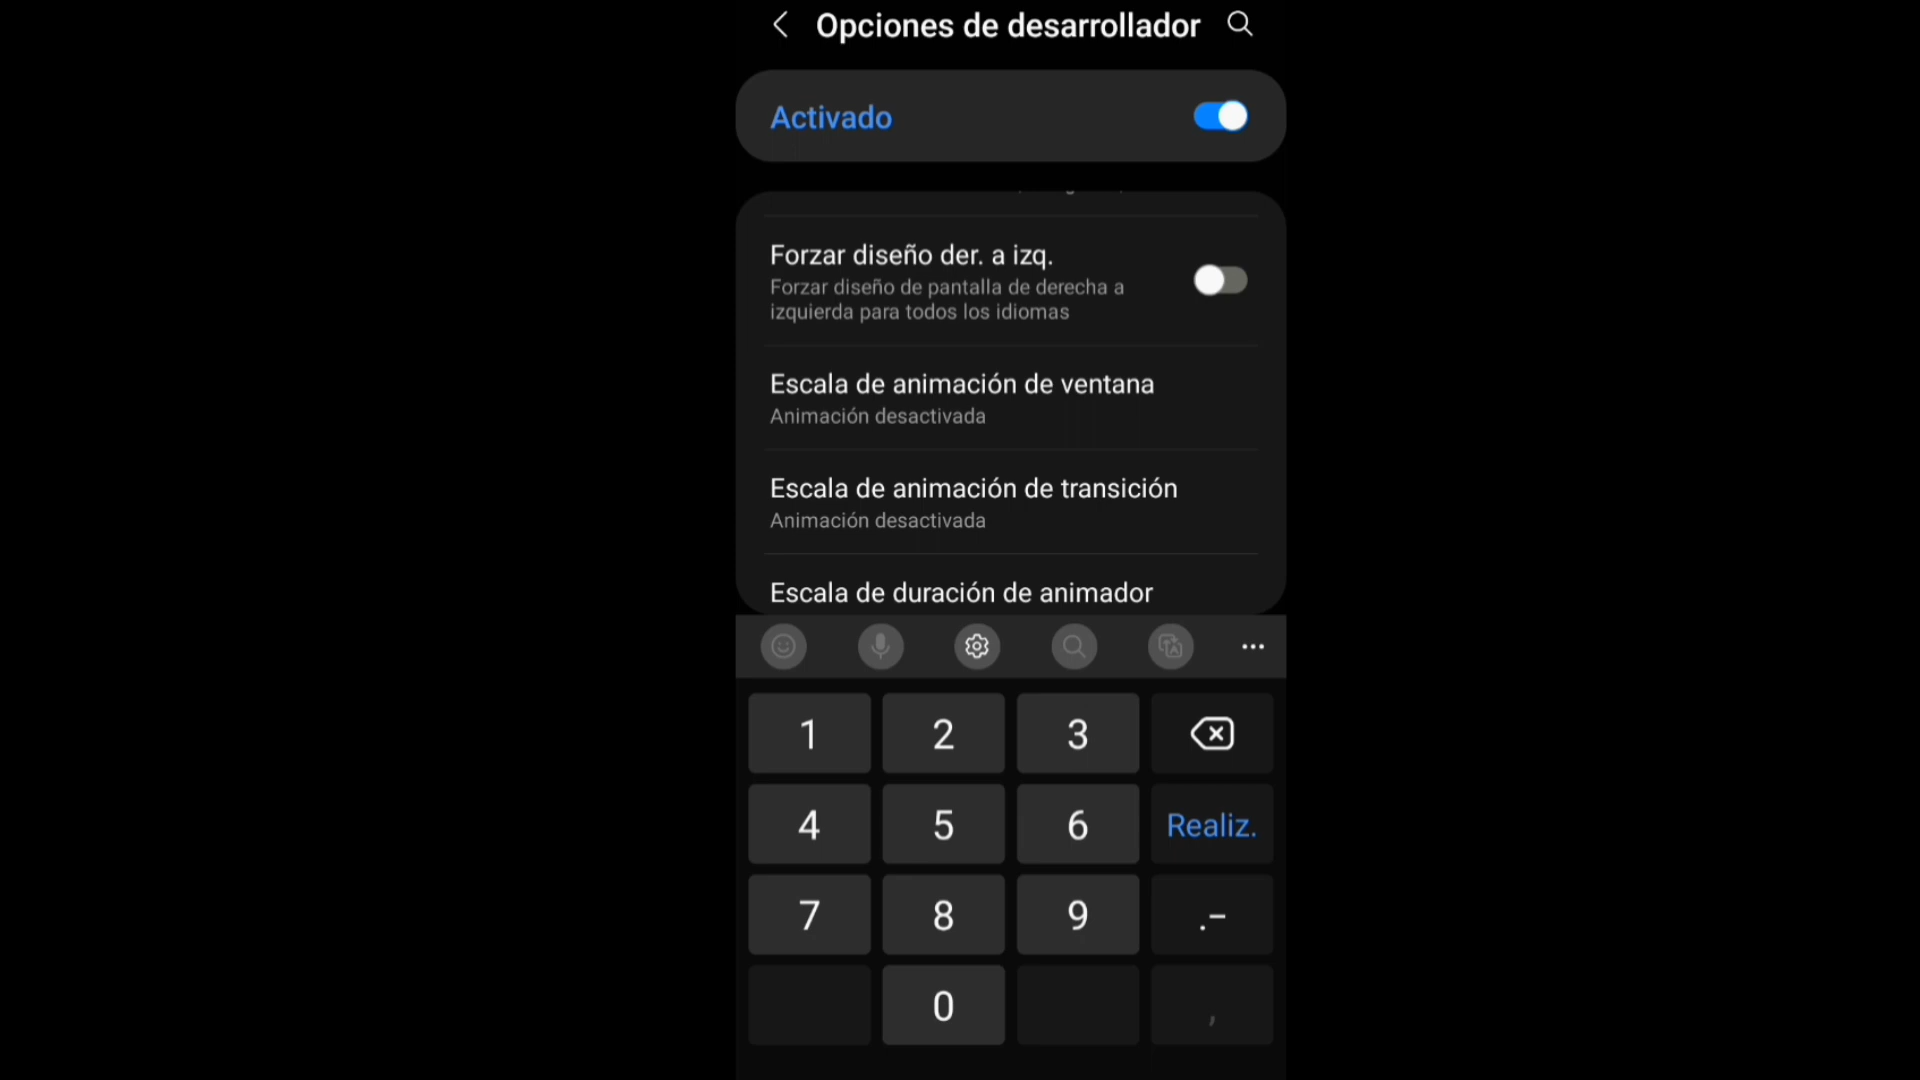 Opciones de desarrollador
Activado
Forzar diseño der. a izq.
Forzar diseño de pantalla de derecha a
izquierda para todos los idiomas
Escala de animación de ventana
Animación desactivada
Escala de animación de transición
Animación desactivada
Escala de duración de animador
1 2 3
4 5 6 Realiz.
7 8 9 .-
0 ,